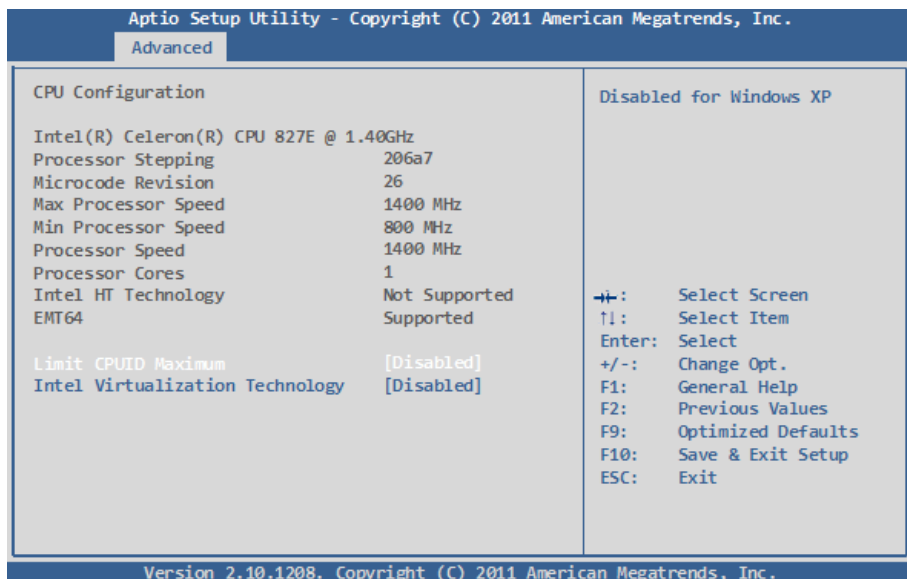 Aptio Setup Utility - Copyright (C) 2011 American Megatrends, Inc.
Advanced
CPU Configuration
Intel(R) Celeron(R) CPU 827E @ 1.40GHz
Processor Stepping 206a7
Microcode Revision 26
Max Processor Speed 1400 MHz
Min Processor Speed 800 MHz
Processor Speed 1400 MHz
Processor Cores 1
Intel HT Technology Not Supported
EMT64 Supported
Limit CPUID Maximum [Disabled]
Intel Virtualization Technology [Disabled]
Disabled for Windows XP
→←: Select Screen
↑↓: Select Item
Enter: Select
+/-: Change Opt.
F1: General Help
F2: Previous Values
F9: Optimized Defaults
F10: Save & Exit Setup
ESC: Exit
Version 2.10.1208. Copyright (C) 2011 American Megatrends, Inc.